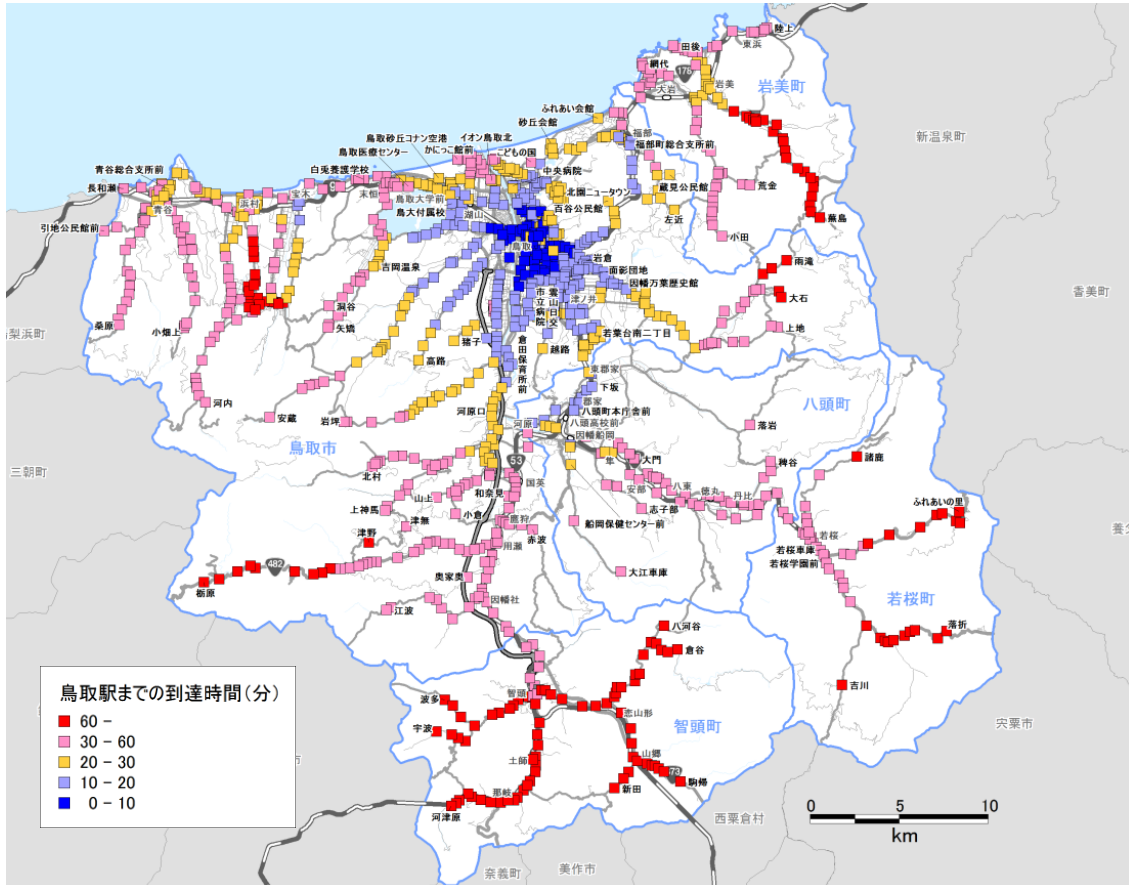 陸上
東浜
田後
網代
178
大岩
岩美
岩美町
新温泉町
ふれあい会館
砂丘会館
福部
福部町総合支所前
鳥取砂丘コナン空港
イオン鳥取北
鳥取医療センター
かにっこ館前
こどもの国
中央病院
青谷総合支所前
白兎養護学校
長和瀬
宝木
9
末恒
鳥取大学前
北園ニュータウン
蔵見公民館
荒金
青谷
浜村
鳥大付属校
百谷公民館
左近
蕪島
引地公民館前
湖山
鳥取
小田
岩倉
雨滝
吉岡温泉
面影団地
因幡万葉歴史館
大石
香美町
梨浜町
桑原
小畑上
洞谷
矢矯
市立病院
雲山日交
津ノ井
上地
猪子
若葉台南二丁目
高路
倉田保育所前
越路
東郡家
河内
安蔵
岩坪
下坂
郡家
八頭町
河原口
八頭町本庁舎前
河原
八頭高校前
因幡船岡
落岩
鳥取市
53
隼
大門
稗谷
諸鹿
三朝町
北村
国英
安部
八東
徳丸
丹比
ふれあいの里
山上
和奈見
志子部
上神馬
小倉
津無
鷹狩
船岡保健センター前
若桜
津野
用瀬
赤波
若桜車庫
若桜学園前
482
栃原
奥家奥
大江車庫
因幡社
若桜町
江波
落折
八河谷
倉谷
吉川
鳥取駅までの到達時間(分)
60 -
30 - 60
20 - 30
10 - 20
0 - 10
波多
智頭
恋山形
宇波
智頭町
宍粟市
土師
山郷
73
駒帰
那岐
新田
河津原
西粟倉村
0 5 10
km
美作市
奈義町